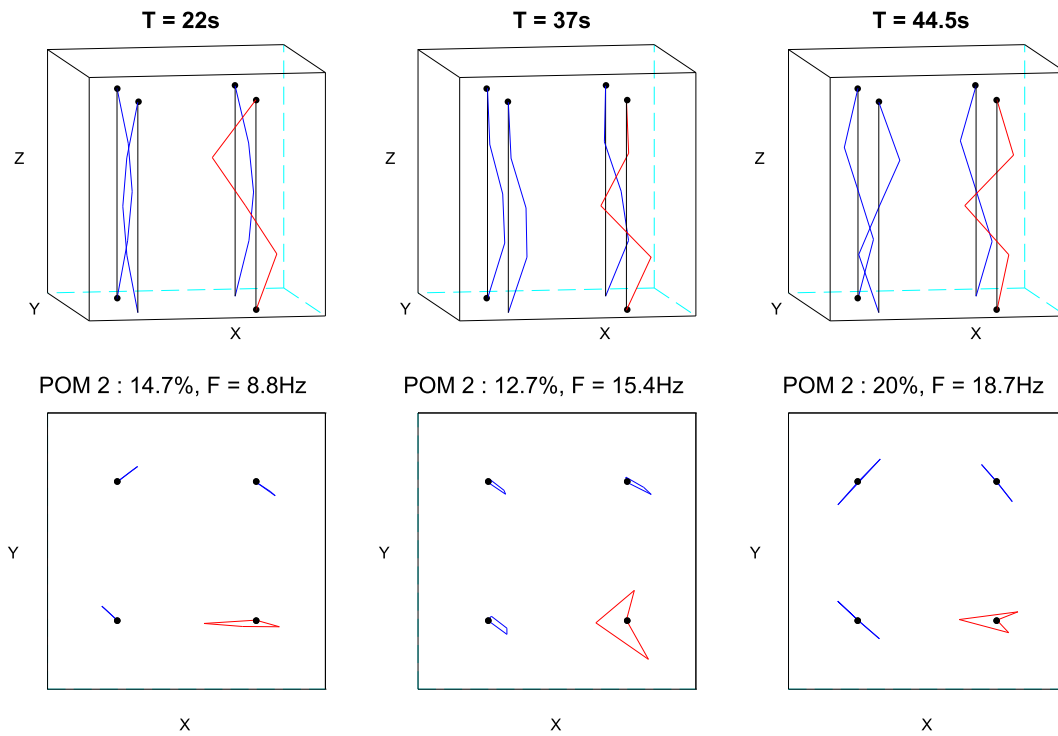 T = 22s
T = 37s
T = 44.5s
Z
Z
Z
Y
X
Y
X
Y
X
POM 2 : 14.7%, F = 8.8Hz
POM 2 : 12.7%, F = 15.4Hz
POM 2 : 20%, F = 18.7Hz
Y
Y
Y
X
X
X